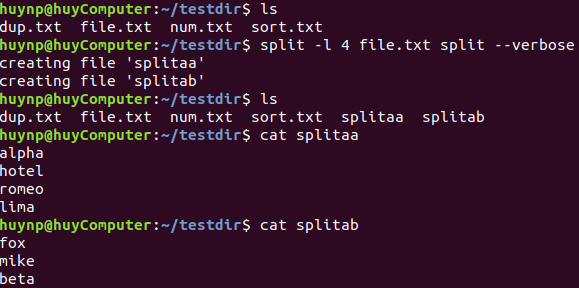 huynp@huyComputer:~/testdir$ ls
dup.txt  file.txt  num.txt  sort.txt
huynp@huyComputer:~/testdir$ split -l 4 file.txt split --verbose
creating file 'splitaa'
creating file 'splitab'
huynp@huyComputer:~/testdir$ ls
dup.txt  file.txt  num.txt  sort.txt  splitaa  splitab
huynp@huyComputer:~/testdir$ cat splitaa
alpha
hotel
romeo
lima
huynp@huyComputer:~/testdir$ cat splitab
fox
mike
beta